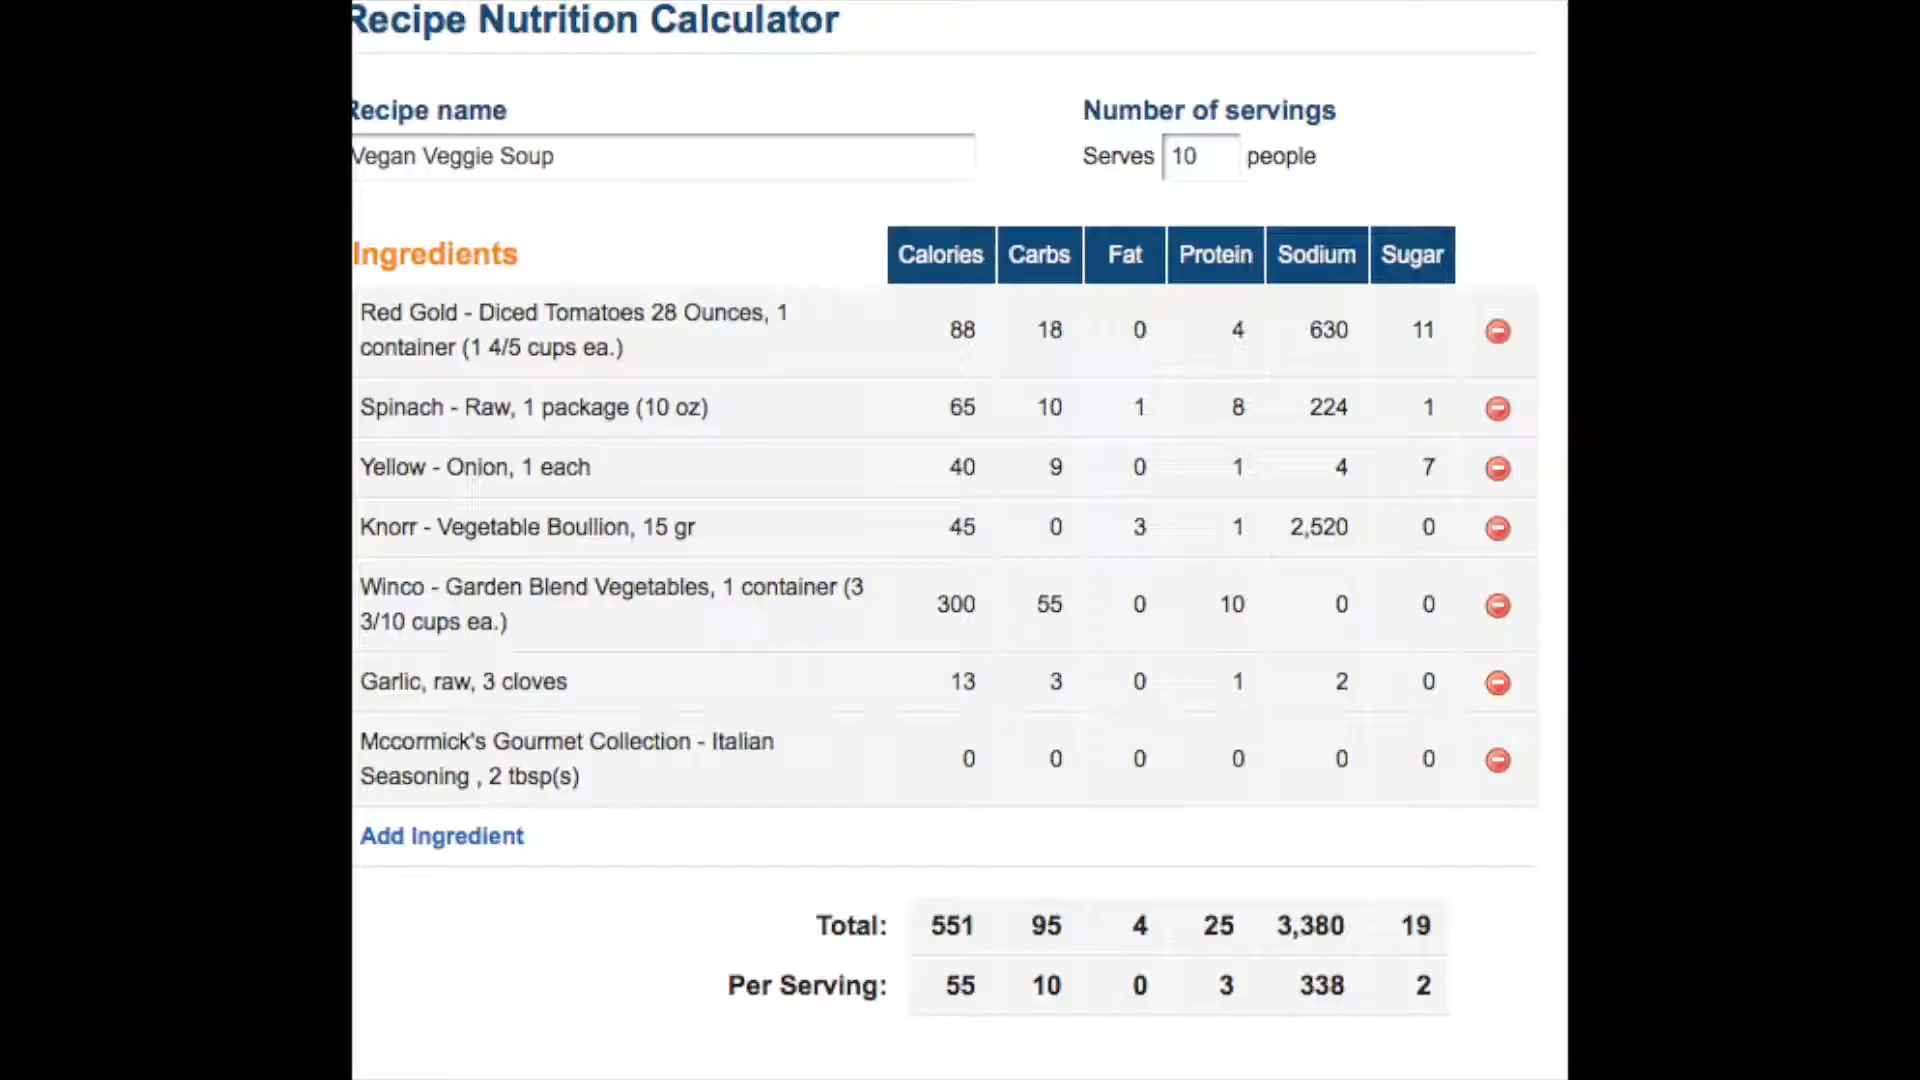 Recipe Nutrition Calculator
Recipe name
Number of servings
Vegan Veggie Soup
Serves 10 people
Ingredients Calories Carbs Fat Protein Sodium Sugar
Red Gold - Diced Tomatoes 28 Ounces, 1
container (1 4/5 cups ea.) 88 18 0 4 630 11
Spinach - Raw, 1 package (10 oz) 65 10 1 8 224 1
Yellow - Onion, 1 each 40 9 0 1 4 7
Knorr - Vegetable Boullion, 15 gr 45 0 3 1 2,520 0
Winco - Garden Blend Vegetables, 1 container (3
3/10 cups ea.) 300 55 0 10 0 0
Garlic, raw, 3 cloves 13 3 0 1 2 0
Mccormick's Gourmet Collection - Italian
Seasoning , 2 tbsp(s) 0 0 0 0 0 0
Add Ingredient
Total: 551 95 4 25 3,380 19
Per Serving: 55 10 0 3 338 2